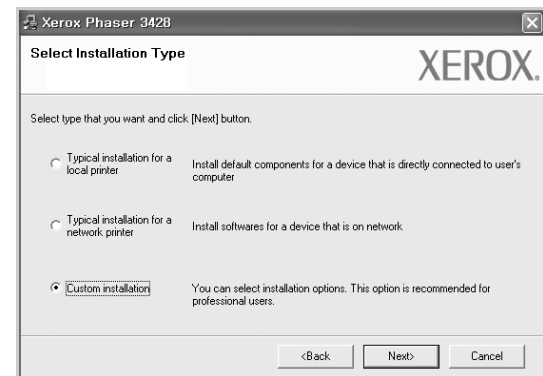 Xerox Phaser 3428
Select Installation Type
XEROX.
Select type that you want and click [Next] button.
Typical installation for a
local printer
Install default components for a device that is directly connected to user's
computer
Typical installation for a
network printer
Install softwares for a device that is on network
Custom installation
You can select installation options. This option is recommended for
professional users.
<Back
Next>
Cancel